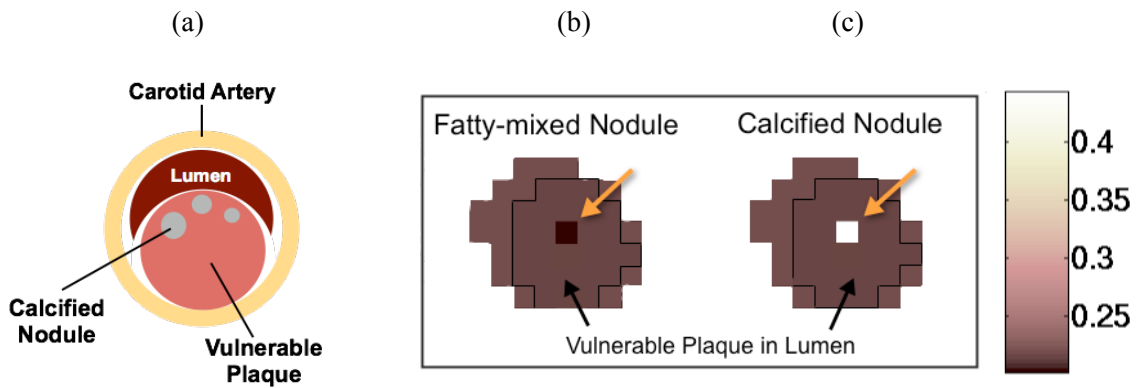 (a)
(b)
(c)
Carotid Artery
Lumen
Calcified
Nodule
Vulnerable
Plaque
Fatty-mixed Nodule
Calcified Nodule
Vulnerable Plaque in Lumen
0.4
0.35
0.3
0.25